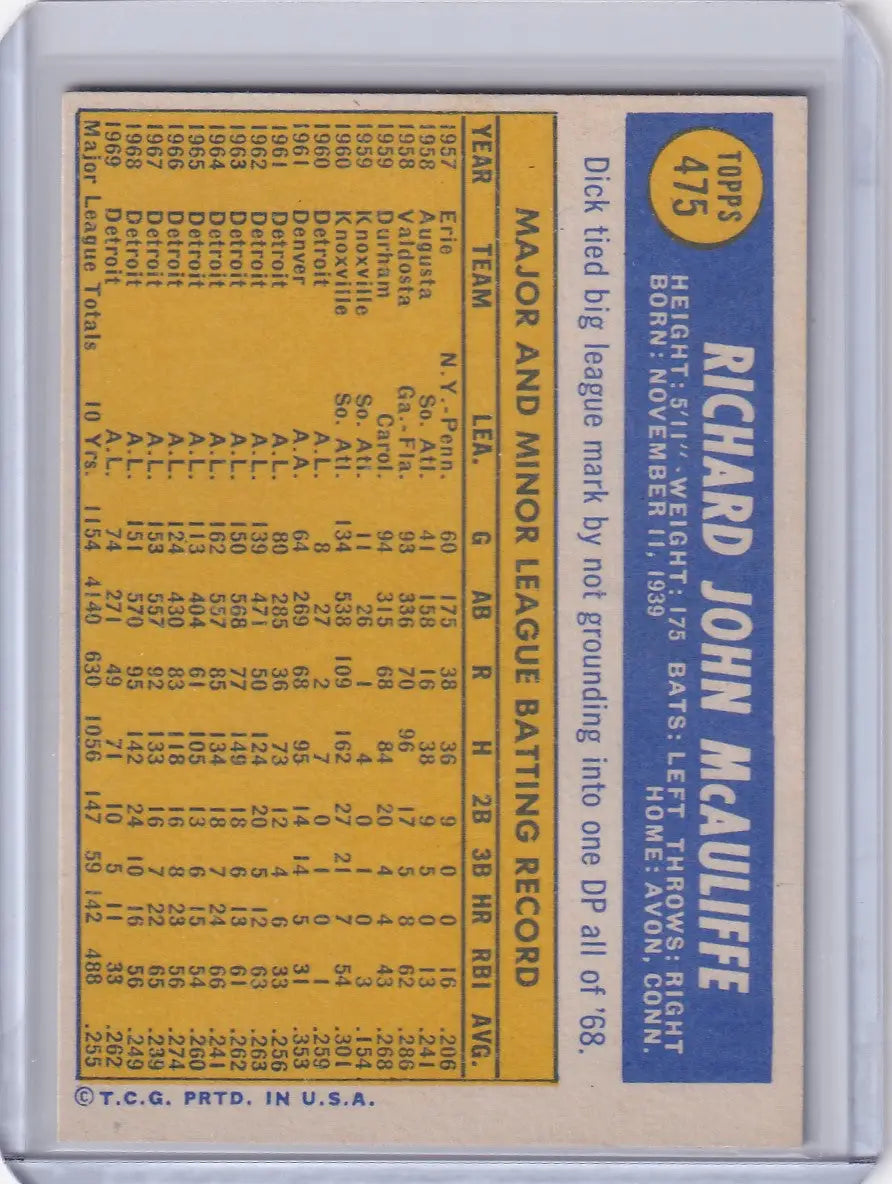 TOPPS
475
RICHARD JOHN McAULIFFE
HEIGHT: 5'11" · WEIGHT: 175 BATS: LEFT THROWS: RIGHT
BORN: NOVEMBER 11, 1939 HOME: AVON, CONN.
Dick tied big league mark by not grounding into one DP all of '68.
MAJOR AND MINOR LEAGUE BATTING RECORD
YEAR TEAM LEA. G AB R H 2B 3B HR RBI AVG.
1957 Erie N.Y.-Penn. 60 175 38 36 9 0 0 16 .206
1958 Augusta So. Atl. 41 158 16 38 9 5 0 13 .241
1958 Valdosta Ga.-Fla. 93 336 70 96 17 5 8 62 .286
1959 Durham Carol. 94 315 68 84 20 4 4 43 .268
1959 Knoxville So. Atl. 11 26 1 4 0 1 0 3 .154
1960 Knoxville So. Atl. 134 538 109 162 27 21 7 54 .301
1960 Detroit A.L. 8 27 2 7 0 1 0 1 .259
1961 Denver A.A. 64 269 68 95 14 14 5 31 .353
1961 Detroit A.L. 80 285 36 73 12 4 6 33 .256
1962 Detroit A.L. 139 471 50 124 20 5 12 63 .263
1963 Detroit A.L. 150 568 77 149 18 6 13 61 .262
1964 Detroit A.L. 162 557 85 134 18 7 24 66 .241
1965 Detroit A.L. 113 404 61 105 13 6 15 54 .260
1966 Detroit A.L. 124 430 83 118 16 8 23 56 .274
1967 Detroit A.L. 153 557 92 133 16 7 22 65 .239
1968 Detroit A.L. 151 570 95 142 24 10 16 56 .249
1969 Detroit A.L. 74 271 49 71 10 5 11 33 .262
Major League Totals 10 Yrs. 1154 4140 630 1056 147 59 142 488 .255
© T.C.G. PRTD. IN U.S.A.